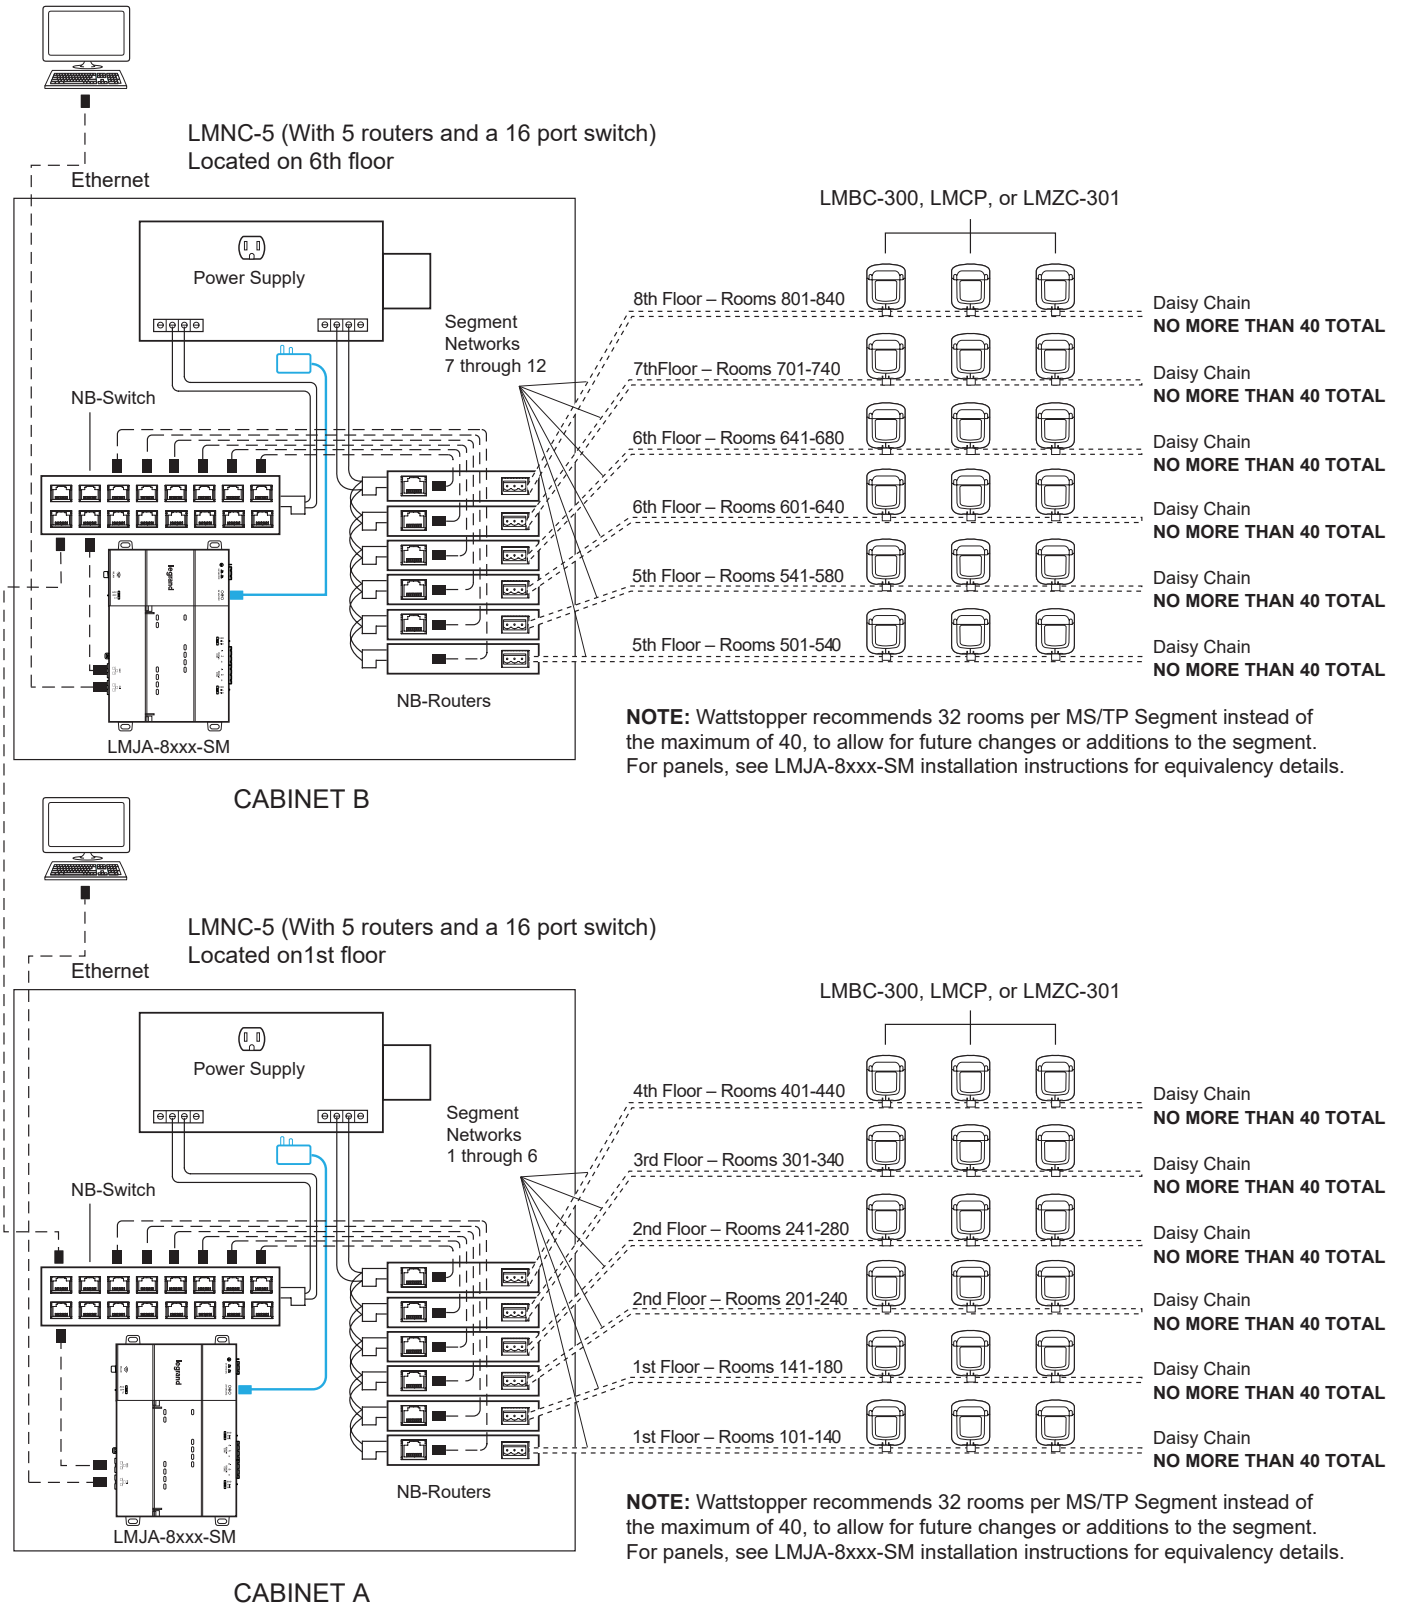 LMNC-5 (With 5 routers and a 16 port switch)
Located on 6th floor
Ethernet
LMBC-300, LMCP, or LMZC-301
Power Supply
Segment
Networks
7 through 12
NB-Switch
8th Floor – Rooms 801-840
Daisy Chain
NO MORE THAN 40 TOTAL
7thFloor – Rooms 701-740
Daisy Chain
NO MORE THAN 40 TOTAL
6th Floor – Rooms 641-680
Daisy Chain
NO MORE THAN 40 TOTAL
6th Floor – Rooms 601-640
Daisy Chain
NO MORE THAN 40 TOTAL
5th Floor – Rooms 541-580
Daisy Chain
NO MORE THAN 40 TOTAL
5th Floor – Rooms 501-540
Daisy Chain
NO MORE THAN 40 TOTAL
legrand
NB-Routers
LMJA-8xxx-SM
NOTE: Wattstopper recommends 32 rooms per MS/TP Segment instead of
the maximum of 40, to allow for future changes or additions to the segment.
For panels, see LMJA-8xxx-SM installation instructions for equivalency details.
CABINET B
LMNC-5 (With 5 routers and a 16 port switch)
Located on1st floor
Ethernet
LMBC-300, LMCP, or LMZC-301
Power Supply
Segment
Networks
1 through 6
NB-Switch
4th Floor – Rooms 401-440
Daisy Chain
NO MORE THAN 40 TOTAL
3rd Floor – Rooms 301-340
Daisy Chain
NO MORE THAN 40 TOTAL
2nd Floor – Rooms 241-280
Daisy Chain
NO MORE THAN 40 TOTAL
2nd Floor – Rooms 201-240
Daisy Chain
NO MORE THAN 40 TOTAL
1st Floor – Rooms 141-180
Daisy Chain
NO MORE THAN 40 TOTAL
1st Floor – Rooms 101-140
Daisy Chain
NO MORE THAN 40 TOTAL
legrand
NB-Routers
LMJA-8xxx-SM
NOTE: Wattstopper recommends 32 rooms per MS/TP Segment instead of
the maximum of 40, to allow for future changes or additions to the segment.
For panels, see LMJA-8xxx-SM installation instructions for equivalency details.
CABINET A